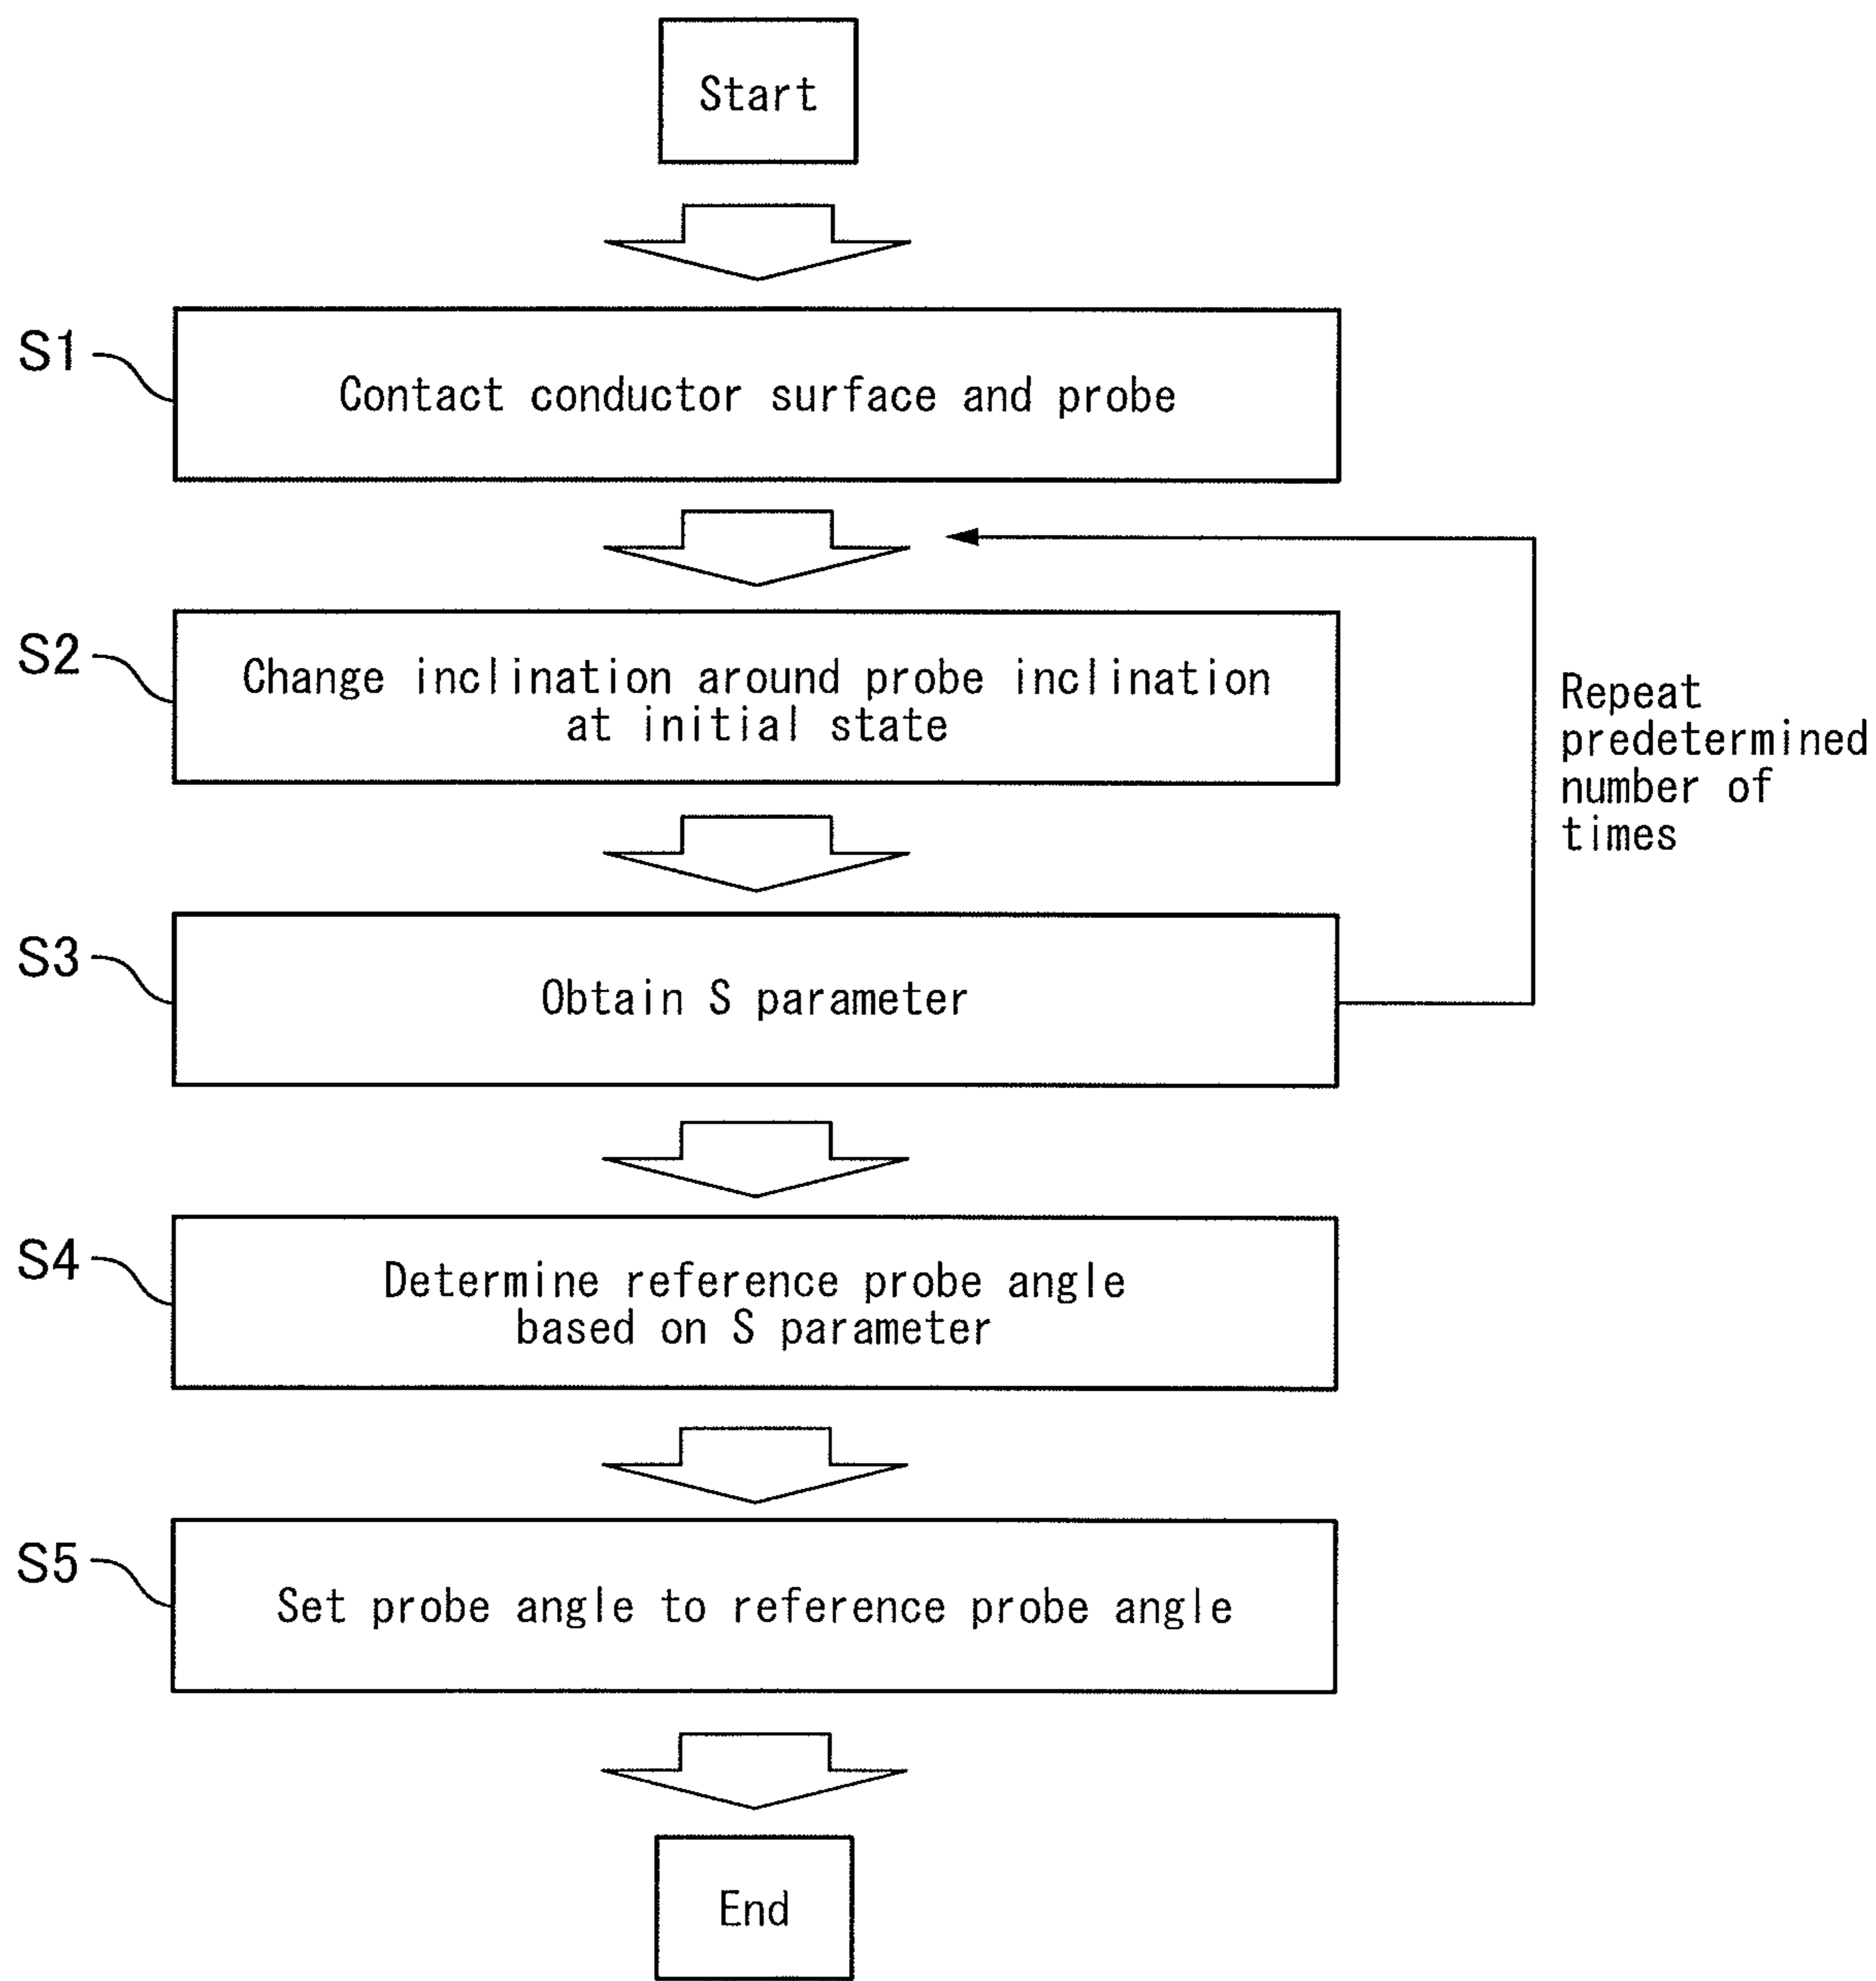 Start
S1
Contact conductor surface and probe
S2
Change inclination around probe inclination
at initial state
Repeat
predetermined
number of
times
S3
Obtain S parameter
S4
Determine reference probe angle
based on S parameter
S5
Set probe angle to reference probe angle
End